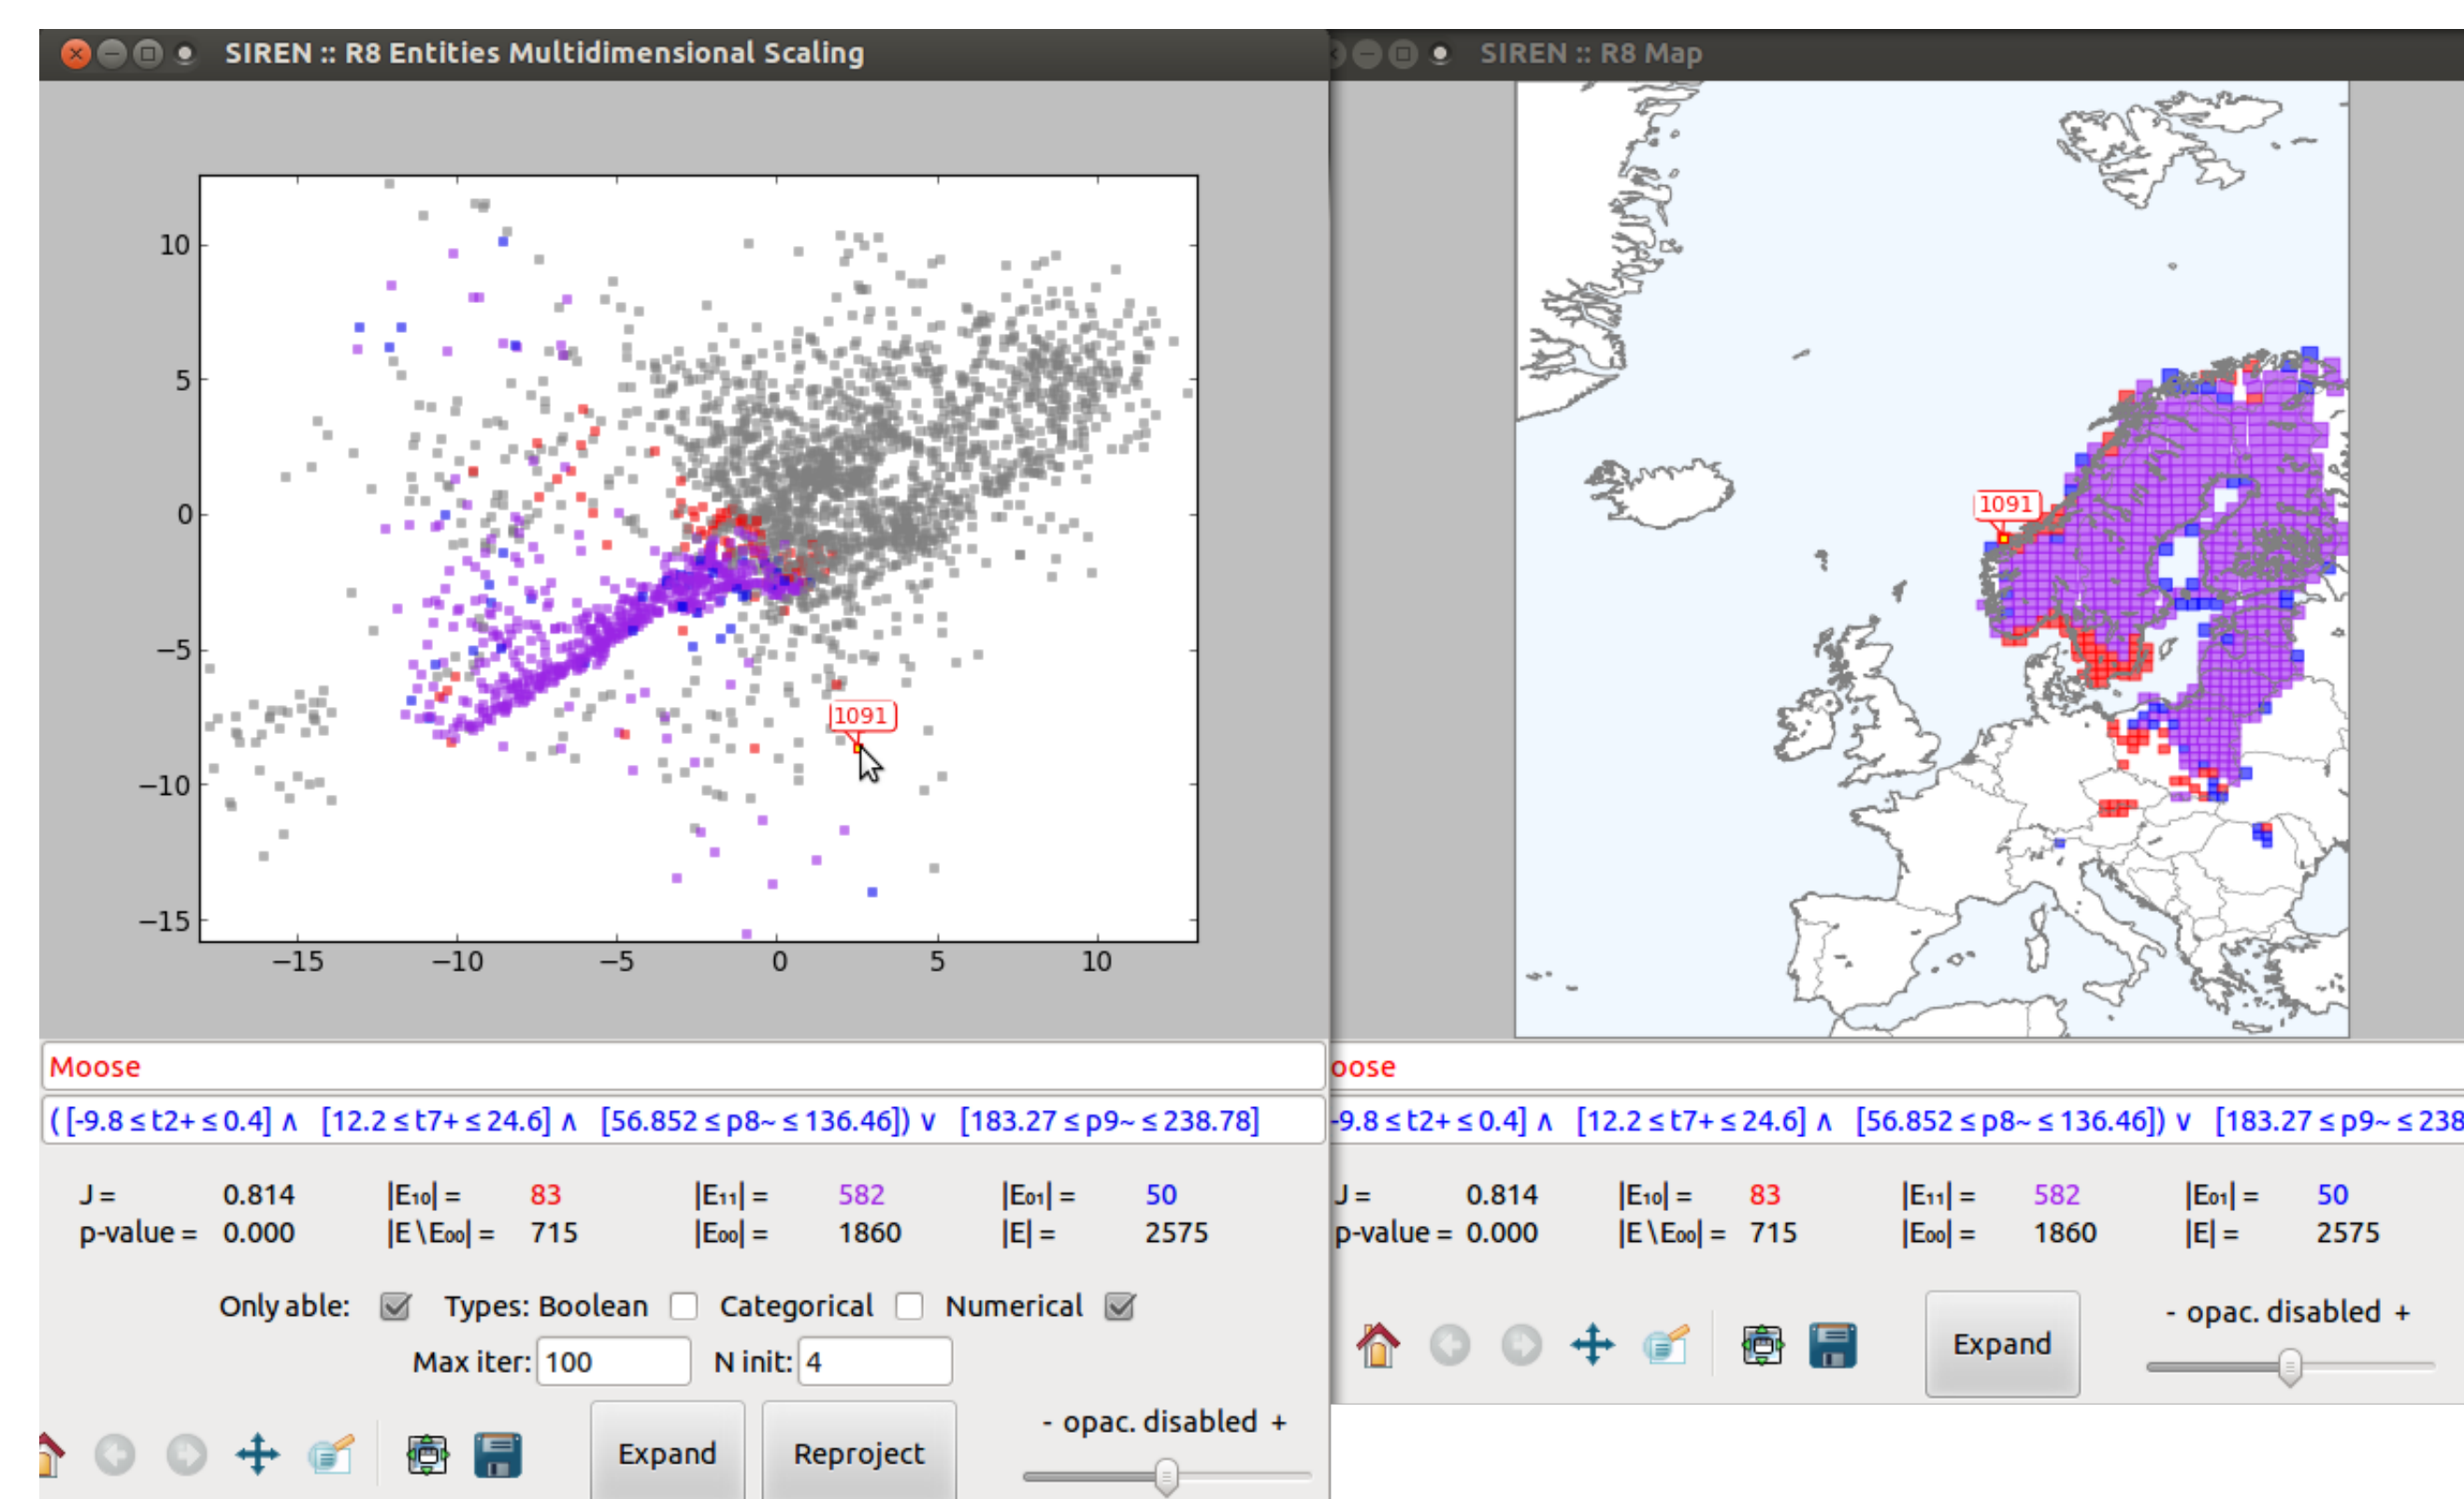 SIREN :: R8 Entities Multidimensional Scaling
SIREN :: R8 Map
10
5
0
−5
−10
−15
−15 −10 −5 0 5 10
1091
1091
Moose
([-9.8 ≤ t2+ ≤ 0.4] ∧ [12.2 ≤ t7+ ≤ 24.6] ∧ [56.852 ≤ p8~ ≤ 136.46]) ∨ [183.27 ≤ p9~ ≤ 238.78]
J = 0.814 |E₁₀| = 83 |E₁₁| = 582 |E₀₁| = 50
p-value = 0.000 |E\E₀₀| = 715 |E₀₀| = 1860 |E| = 2575
Only able: Types: Boolean Categorical Numerical
Max iter: 100 N init: 4
Expand Reproject - opac. disabled +
oose
-9.8 ≤ t2+ ≤ 0.4] ∧ [12.2 ≤ t7+ ≤ 24.6] ∧ [56.852 ≤ p8~ ≤ 136.46]) ∨ [183.27 ≤ p9~ ≤ 238
J = 0.814 |E₁₀| = 83 |E₁₁| = 582 |E₀₁| = 50
p-value = 0.000 |E\E₀₀| = 715 |E₀₀| = 1860 |E| = 2575
Expand - opac. disabled +